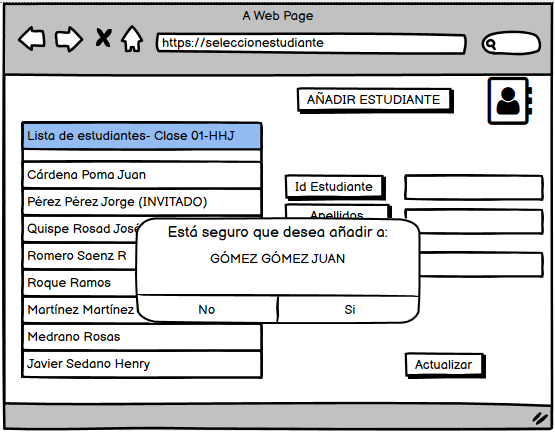 A Web Page
https://seleccionestudiante
AÑADIR ESTUDIANTE
Lista de estudiantes- Clase 01-HHJ
Cárdena Poma Juan
Pérez Pérez Jorge (INVITADO)
Quispe Rosad José
Romero Saenz R
Roque Ramos
Martínez Martínez
Medrano Rosas
Javier Sedano Henry
Id Estudiante
Apellidos
Está seguro que desea añadir a:
GÓMEZ GÓMEZ JUAN
No
Si
Actualizar